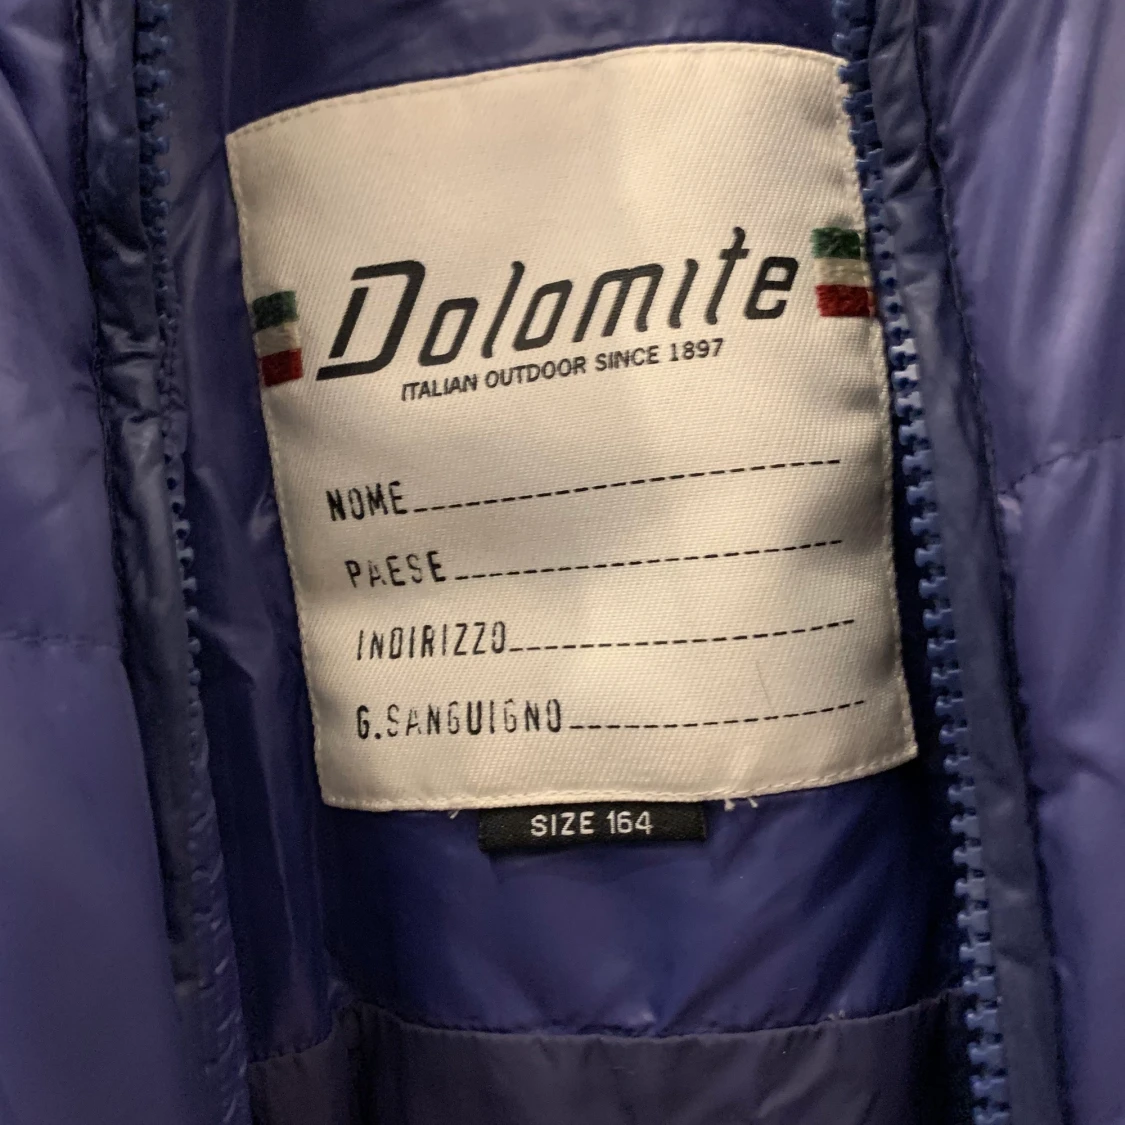 Dolomite
ITALIAN OUTDOOR SINCE 1897
NOME
PAESE
INDIRIZZO
G.SANGUIGNO
SIZE 164